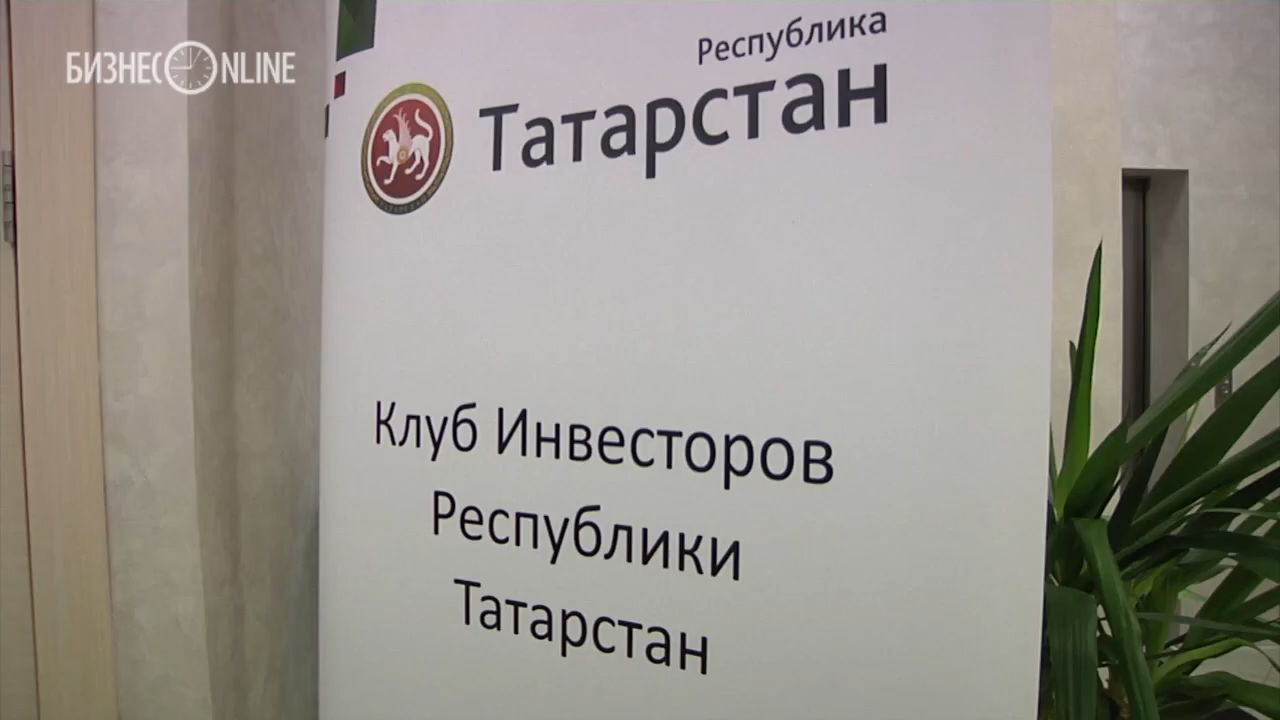 БИЗНЕС ONLINE
Республика
Татарстан
Клуб Инвесторов
Республики
Татарстан